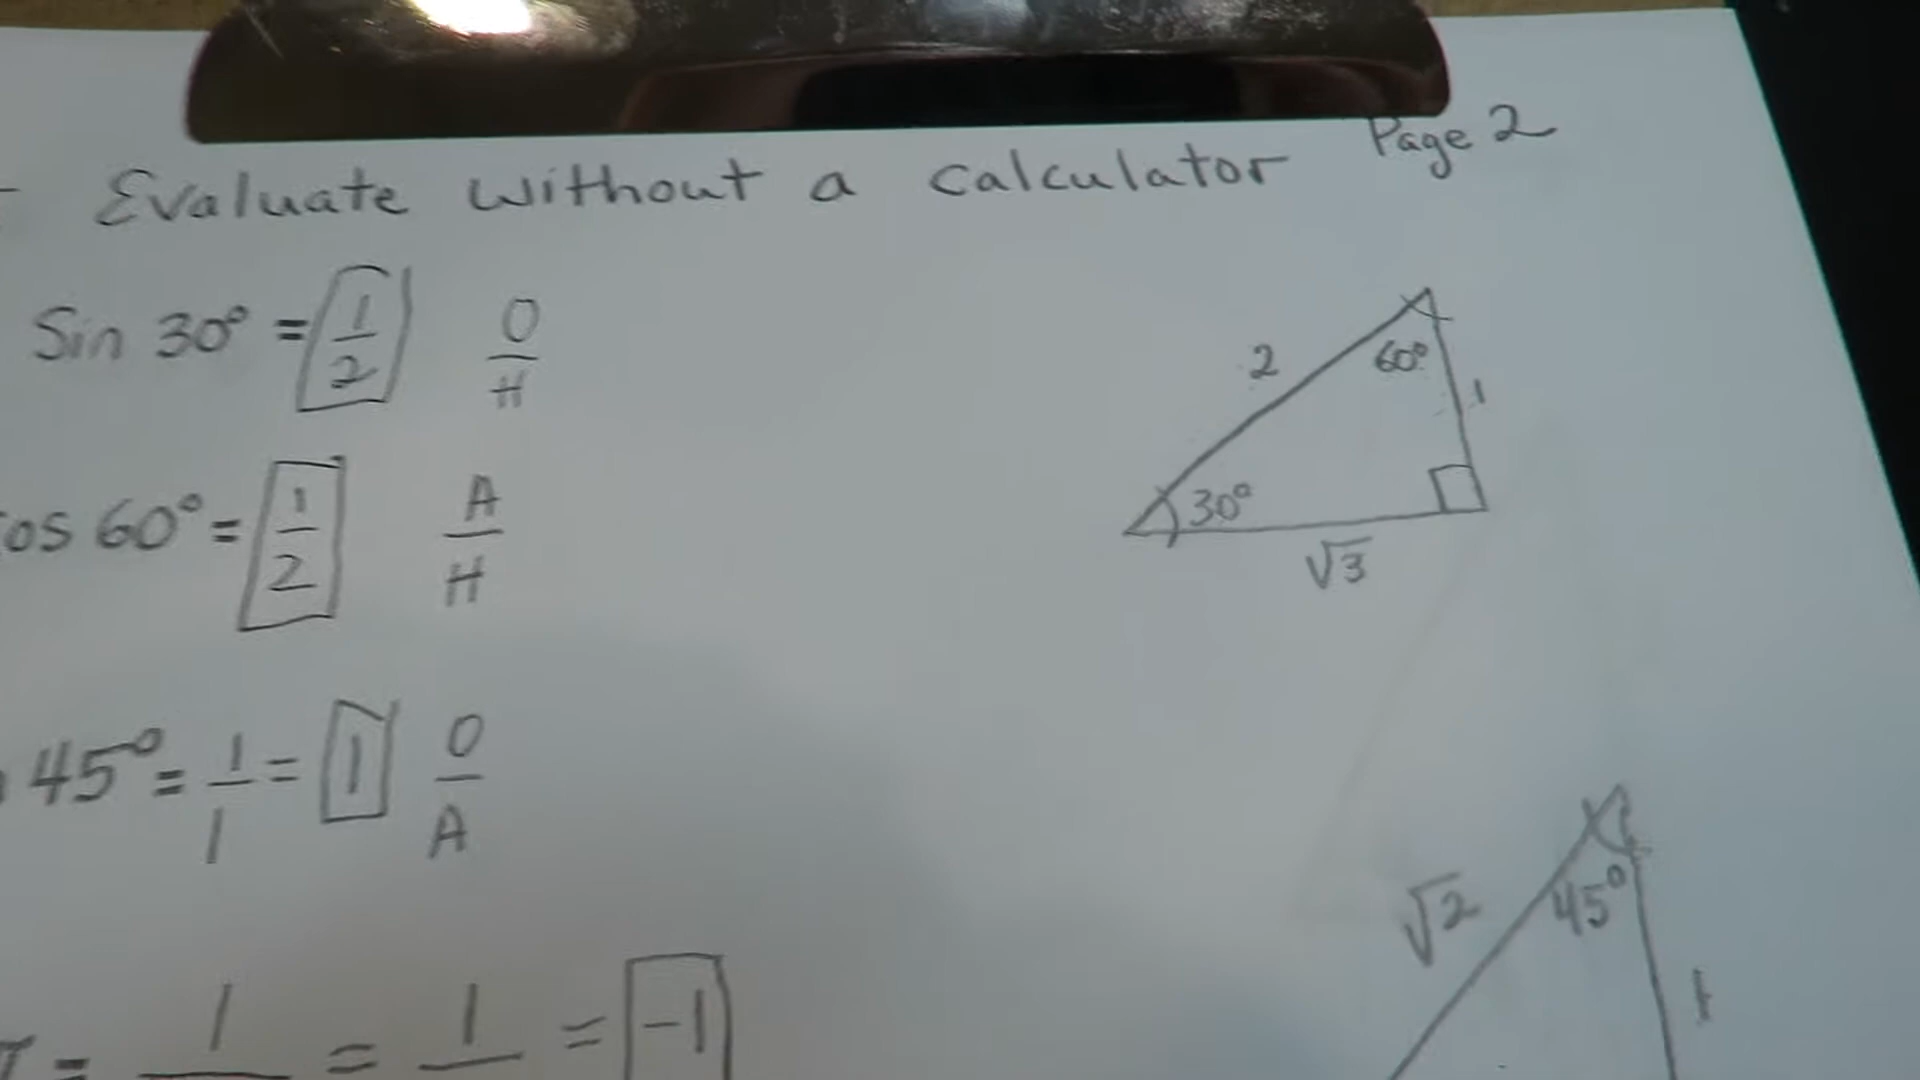 Evaluate without a calculator Page 2
Sin 30° = 1/2 O/H
os 60° = 1/2 A/H
45° = 1/1 = 1 O/A
= 1 = 1 = -1
2
60°
1
30°
√3
√2
45°
1